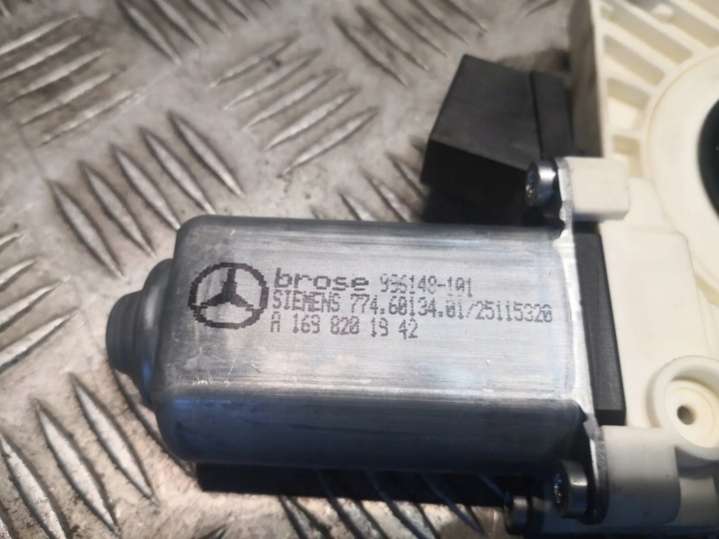 brose 996148-101
SIEMENS 774.60134.01/25115320
A 169 820 19 42